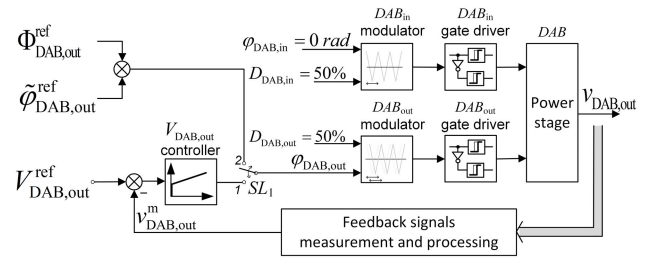 Φ^ref_DAB,out
φ̃^ref_DAB,out
V^ref_DAB,out
v^m_DAB,out
−
V_DAB,out
controller
2
1
SL_1
φ_DAB,in = 0 rad
D_DAB,in = 50%
D_DAB,out = 50%
φ_DAB,out
DAB_in
modulator
DAB_in
gate driver
DAB_out
modulator
DAB_out
gate driver
DAB
Power
stage
v_DAB,out
Feedback signals
measurement and processing